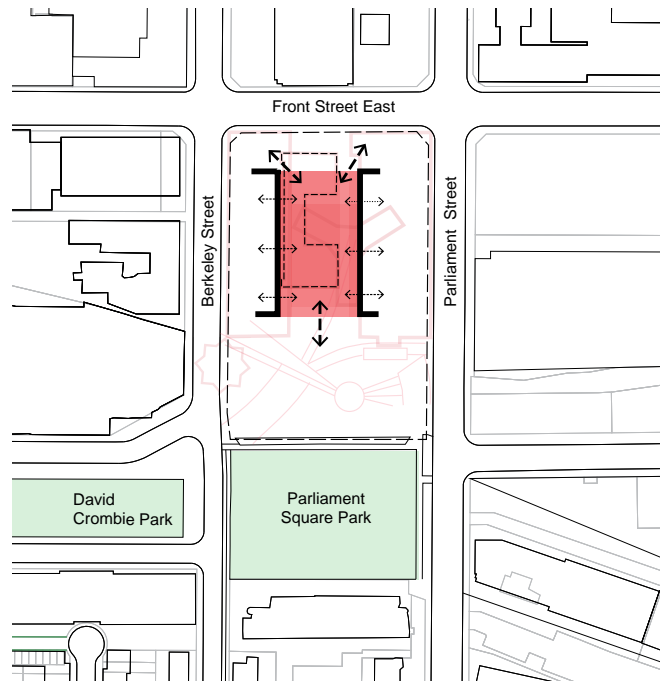 Front Street East
Berkeley Street
Parliament Street
David
Crombie Park
Parliament
Square Park